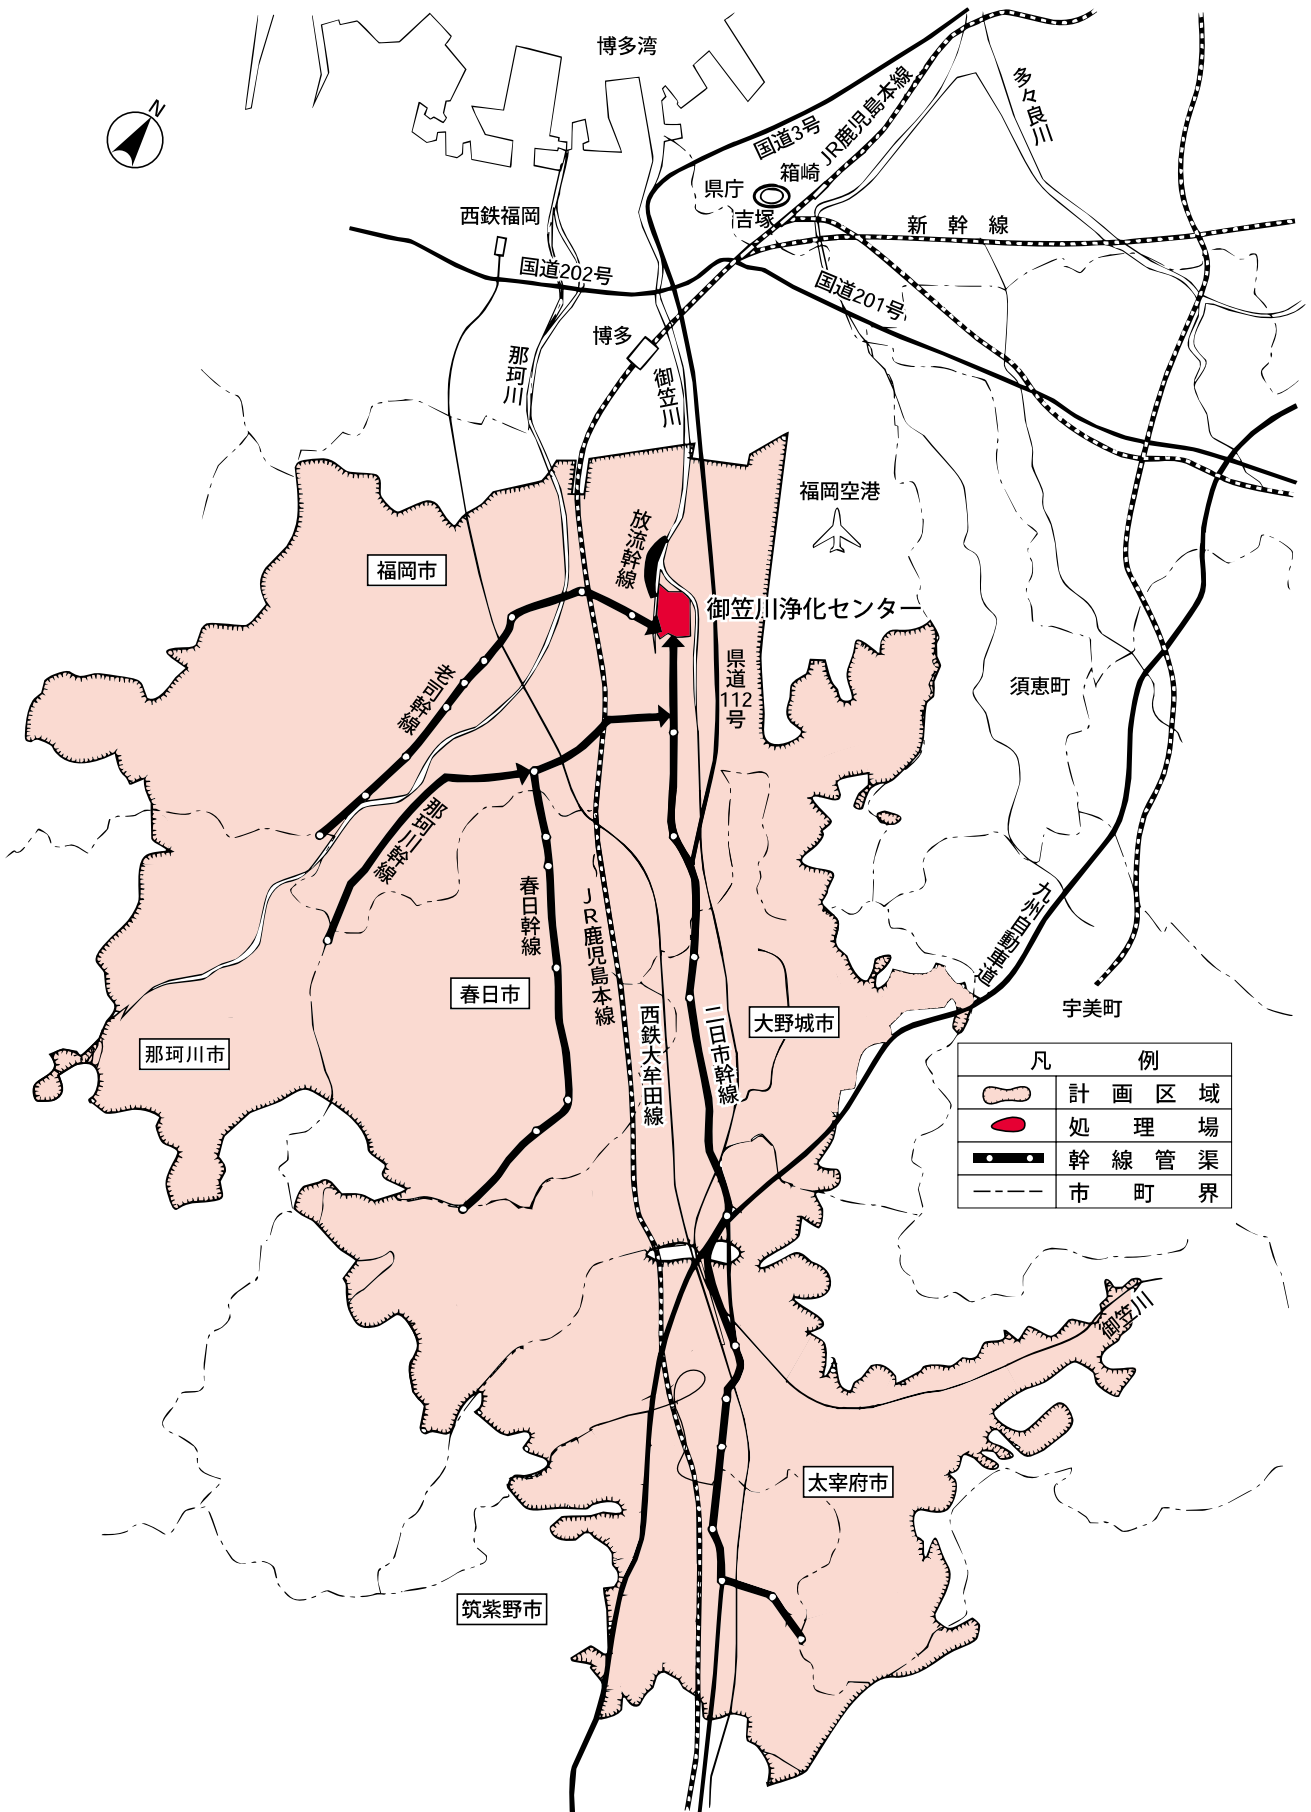 博多湾
N
国道3号
JR鹿児島本線
多々良川
県庁
箱崎
吉塚
西鉄福岡
新幹線
国道202号
国道201号
博多
那珂川
御笠川
福岡空港
放流幹線
福岡市
御笠川浄化センター
県道112号
須恵町
老司幹線
那珂川幹線
春日幹線
JR鹿児島本線
九州自動車道
春日市
西鉄大牟田線
二日市幹線
大野城市
宇美町
那珂川市
凡例
計画区域
処理場
幹線管渠
市町界
御笠川
太宰府市
筑紫野市